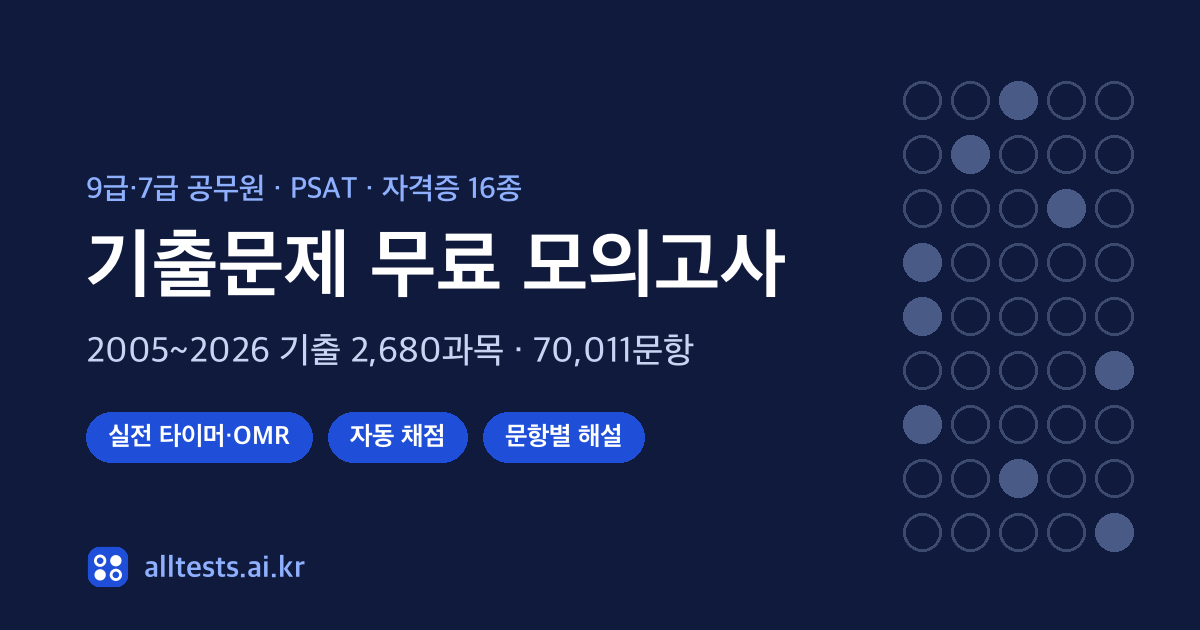 9급·7급 공무원 · PSAT · 자격증 16종
기출문제 무료 모의고사
2005~2026 기출 2,680과목 · 70,011문항
실전 타이머·OMR
자동 채점
문항별 해설
alltests.ai.kr